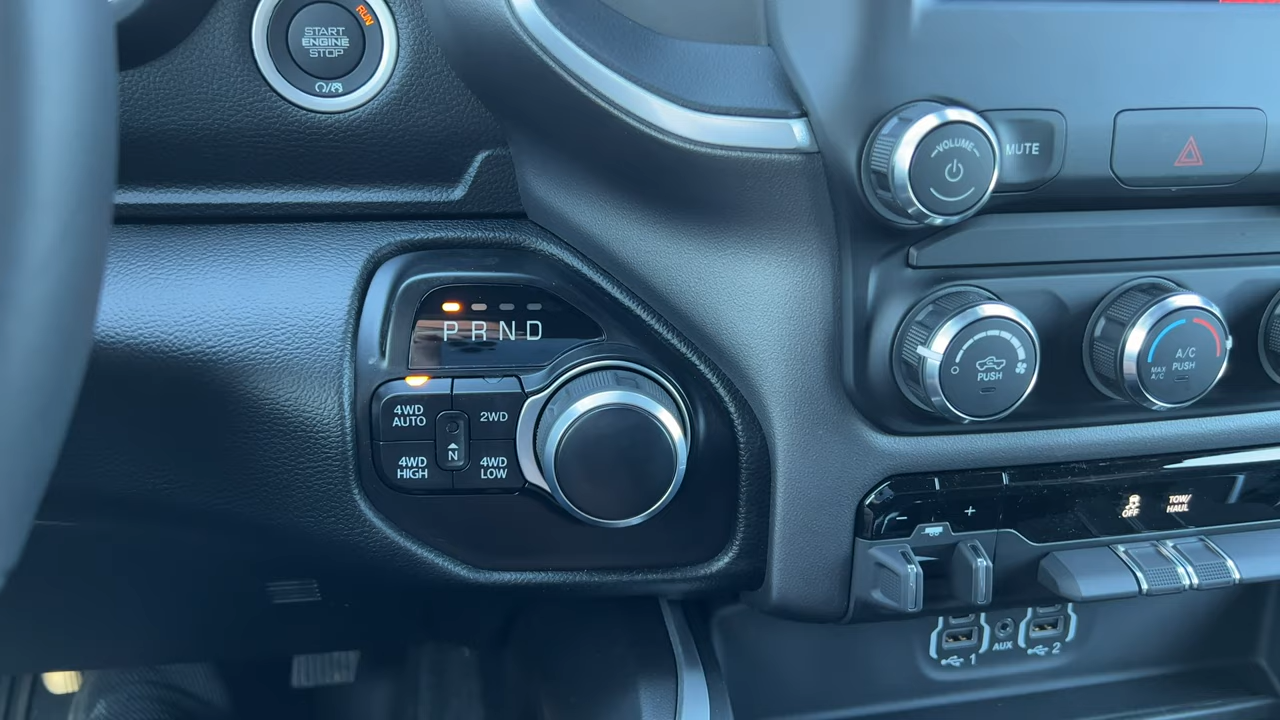 RUN
START
ENGINE
STOP
VOLUME
MUTE
P R N D
4WD
AUTO
2WD
N
4WD
HIGH
4WD
LOW
PUSH
A/C
PUSH
MAX
A/C
- +
OFF
TOW/
HAUL
1
AUX
2